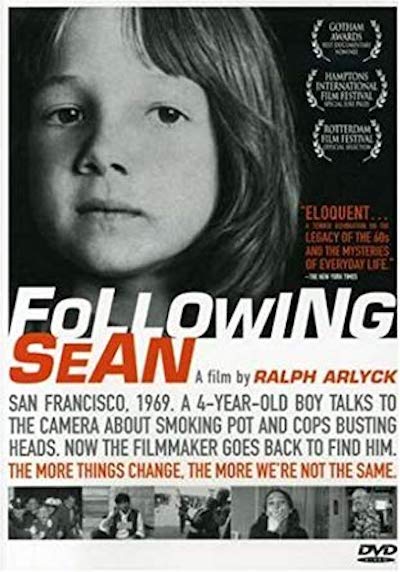 GOTHAM
AWARDS
BEST DOCUMENTARY
NOMINEE
HAMPTONS
INTERNATIONAL
FILM FESTIVAL
SPECIAL JURY PRIZE
ROTTERDAM
FILM FESTIVAL
OFFICIAL SELECTION
"ELOQUENT...
A TENDER RUMINATION ON THE
LEGACY OF THE 60s
AND THE MYSTERIES
OF EVERYDAY LIFE."
—THE NEW YORK TIMES
FOLLOWING
SEAN
A film by RALPH ARLYCK
SAN FRANCISCO, 1969. A 4-YEAR-OLD BOY TALKS TO
THE CAMERA ABOUT SMOKING POT AND COPS BUSTING
HEADS. NOW THE FILMMAKER GOES BACK TO FIND HIM.
THE MORE THINGS CHANGE, THE MORE WE'RE NOT THE SAME.
DVD
VIDEO